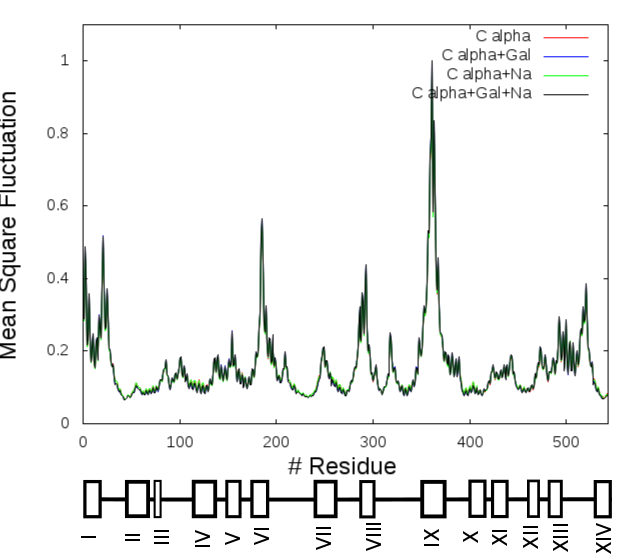 C alpha
C alpha+Gal
C alpha+Na
C alpha+Gal+Na
Mean Square Fluctuation
1
0.8
0.6
0.4
0.2
0
0 100 200 300 400 500
# Residue
I II III IV V VI VII VIII IX X XI XII XIII XIV